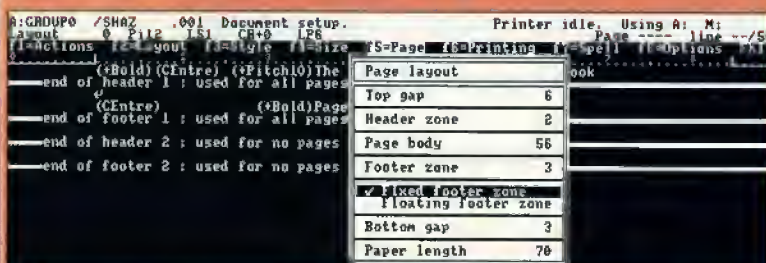 A:GROUP0 /SHAZ .001 Document setup. Printer idle. Using A: M:
Layout 0 Pi12 LS1 CR+0 LP6 Page ---- line --/5
f1=Actions f2=Layout f3=Style f4=Size f5=Page f6=Printing f7=Spell f8=Options
(+Bold)(CEntre) (+Pitch10)The ook
end of header 1 : used for all pages
(CEntre) (+Bold)Page
end of footer 1 : used for all pages
end of header 2 : used for no pages
end of footer 2 : used for no pages
Page layout
Top gap 6
Header zone 2
Page body 56
Footer zone 3
✓ Fixed footer zone
Floating footer zone
Bottom gap 3
Paper length 70